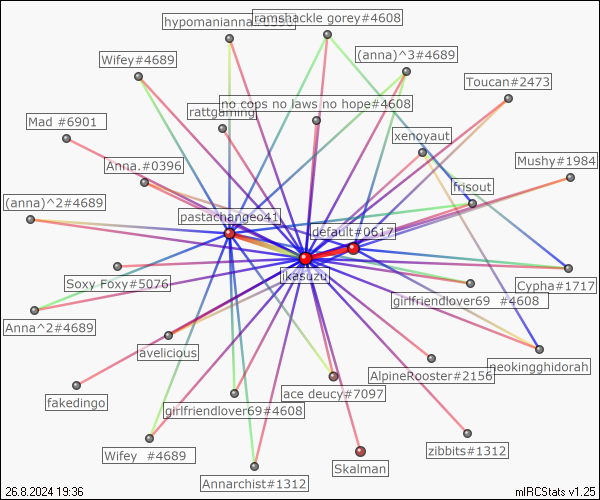 hypomanianna#0396
ramshackle gorey#4608
Wifey#4689
(anna)^3#4689
Toucan#2473
rattgaming
no cops no laws no hope#4608
Mad #6901
xenoyaut
Anna.#0396
Mushy#1984
frisout
(anna)^2#4689
pastachangeo41
default#0617
ikasuzu
Soxy Foxy#5076
Cypha#1717
girlfriendlover69 #4608
Anna^2#4689
avelicious
neokingghidorah
AlpineRooster#2156
ace deucy#7097
fakedingo
girlfriendlover69#4608
Wifey #4689
zibbits#1312
Skalman
Annarchist#1312
26.8.2024 19:36
mIRCStats v1.25